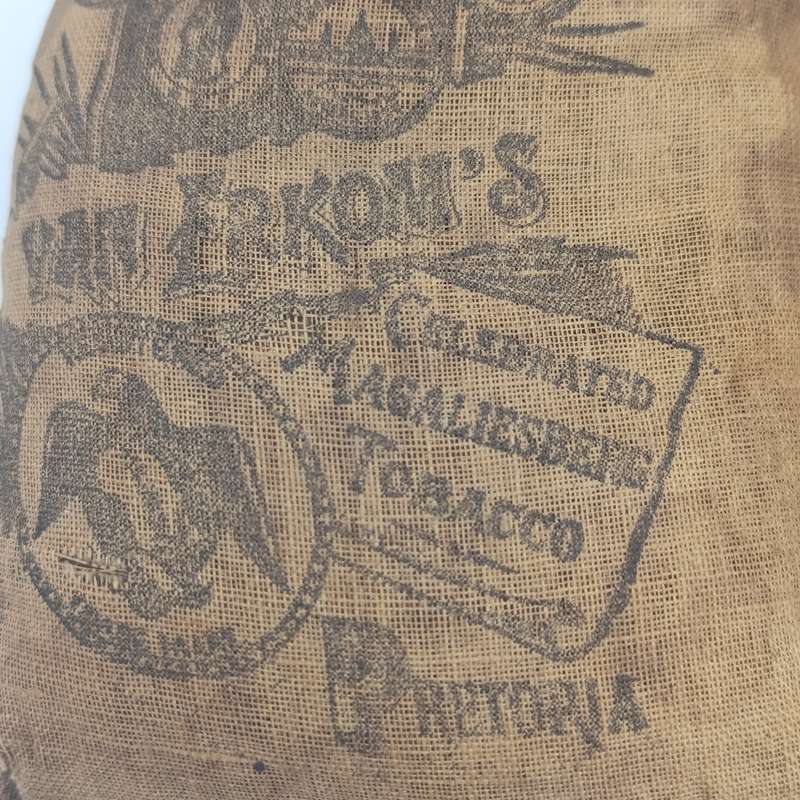 VAN ERKOM'S
CELEBRATED
MAGALIESBERG
TOBACCO
PRETORIA